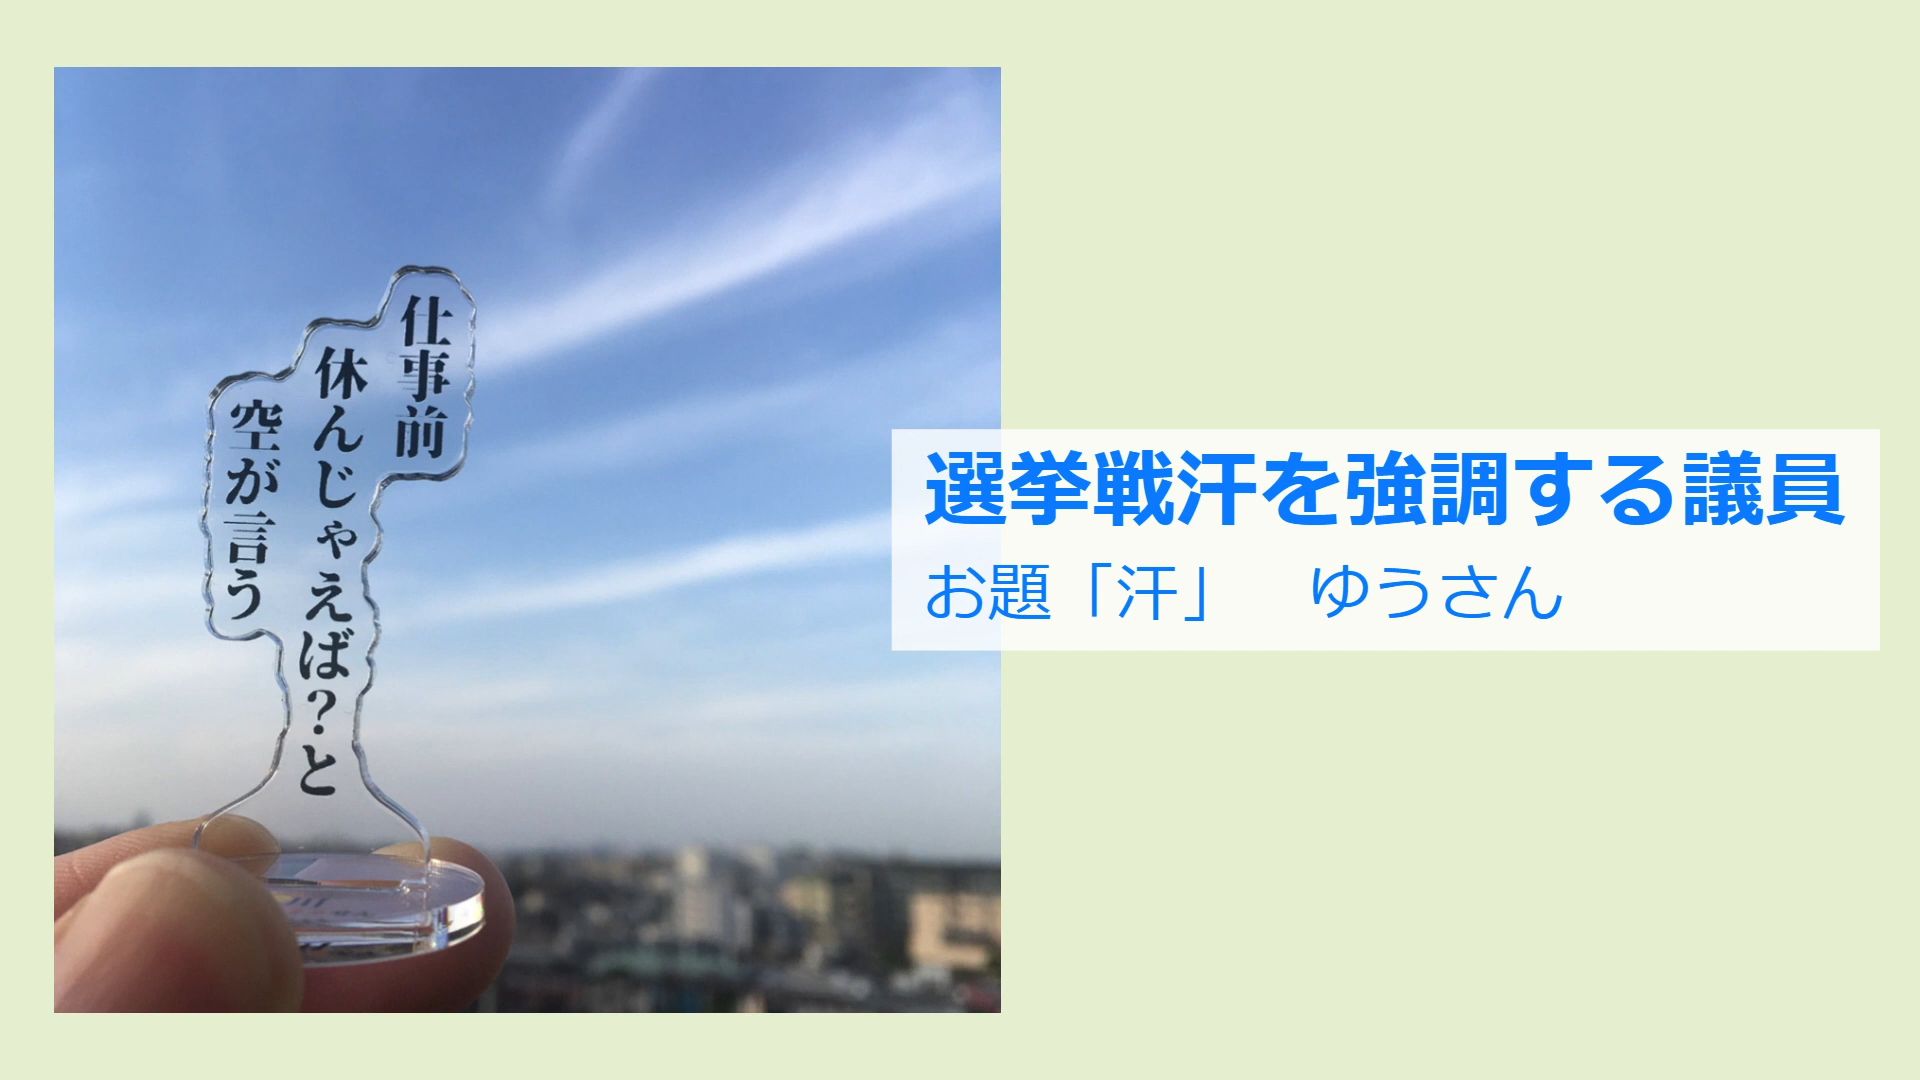 仕事前
休んじゃえば？と
空が言う
選挙戦汗を強調する議員
お題「汗」　ゆうさん